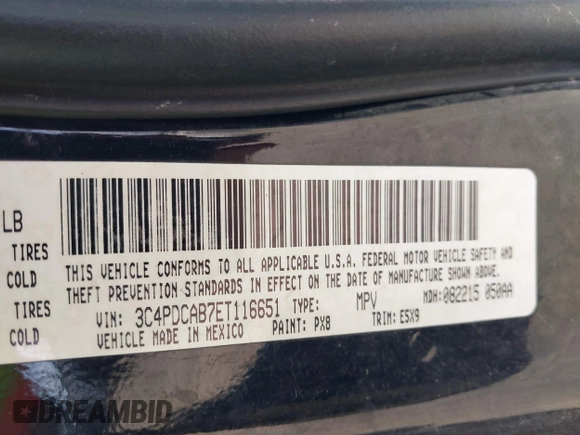 LB
TIRES
COLD
TIRES
COLD
THIS VEHICLE CONFORMS TO ALL APPLICABLE U.S.A. FEDERAL MOTOR VEHICLE SAFETY AND
THEFT PREVENTION STANDARDS IN EFFECT ON THE DATE OF MANUFACTURE SHOWN ABOVE.
VIN: 3C4PDCAB7ET116651 TYPE: MPV MDH: 082215 050AA
VEHICLE MADE IN MEXICO PAINT: PX8 TRIM: E5X9
DREAMBID